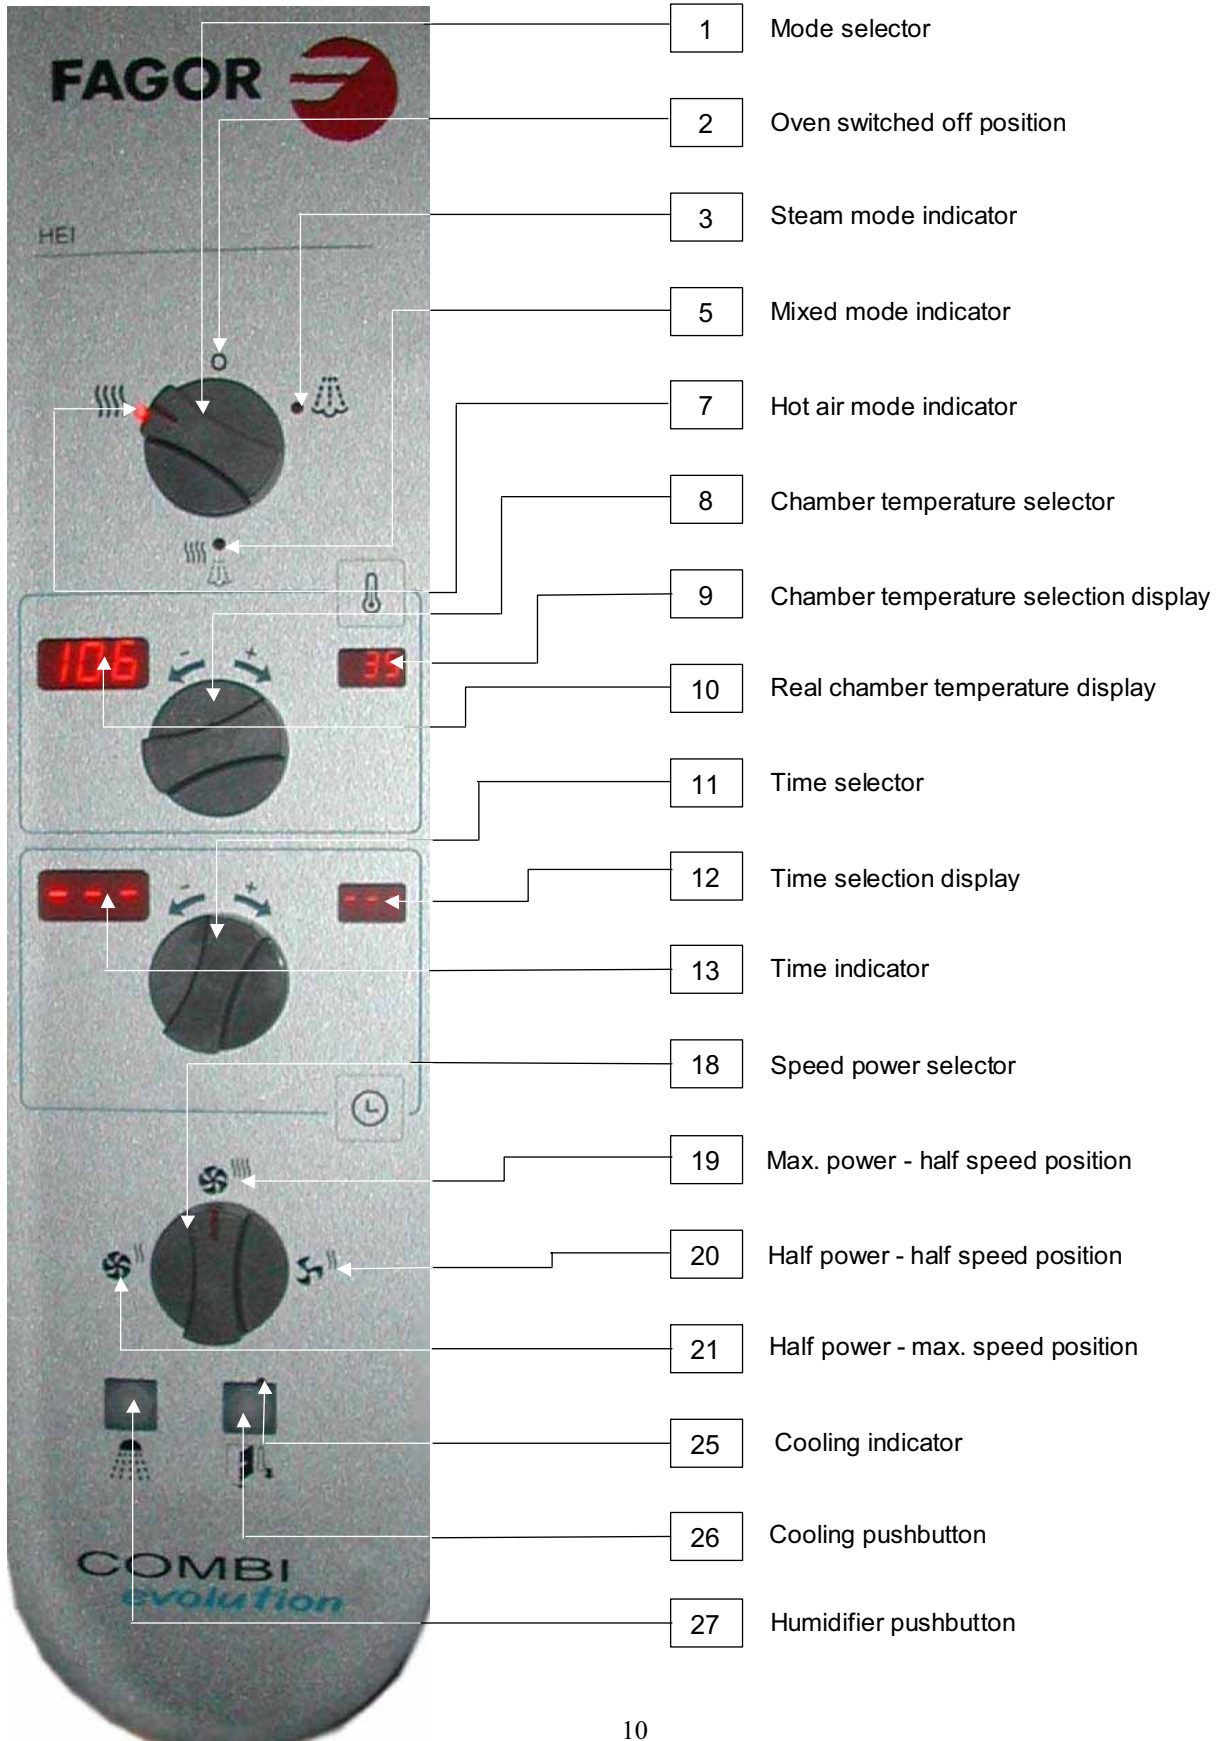 FAGOR
HEI
O
106
- +
35
- - -
- +
- -
COMBI
evolution
1 Mode selector
2 Oven switched off position
3 Steam mode indicator
5 Mixed mode indicator
7 Hot air mode indicator
8 Chamber temperature selector
9 Chamber temperature selection display
10 Real chamber temperature display
11 Time selector
12 Time selection display
13 Time indicator
18 Speed power selector
19 Max. power - half speed position
20 Half power - half speed position
21 Half power - max. speed position
25 Cooling indicator
26 Cooling pushbutton
27 Humidifier pushbutton
10